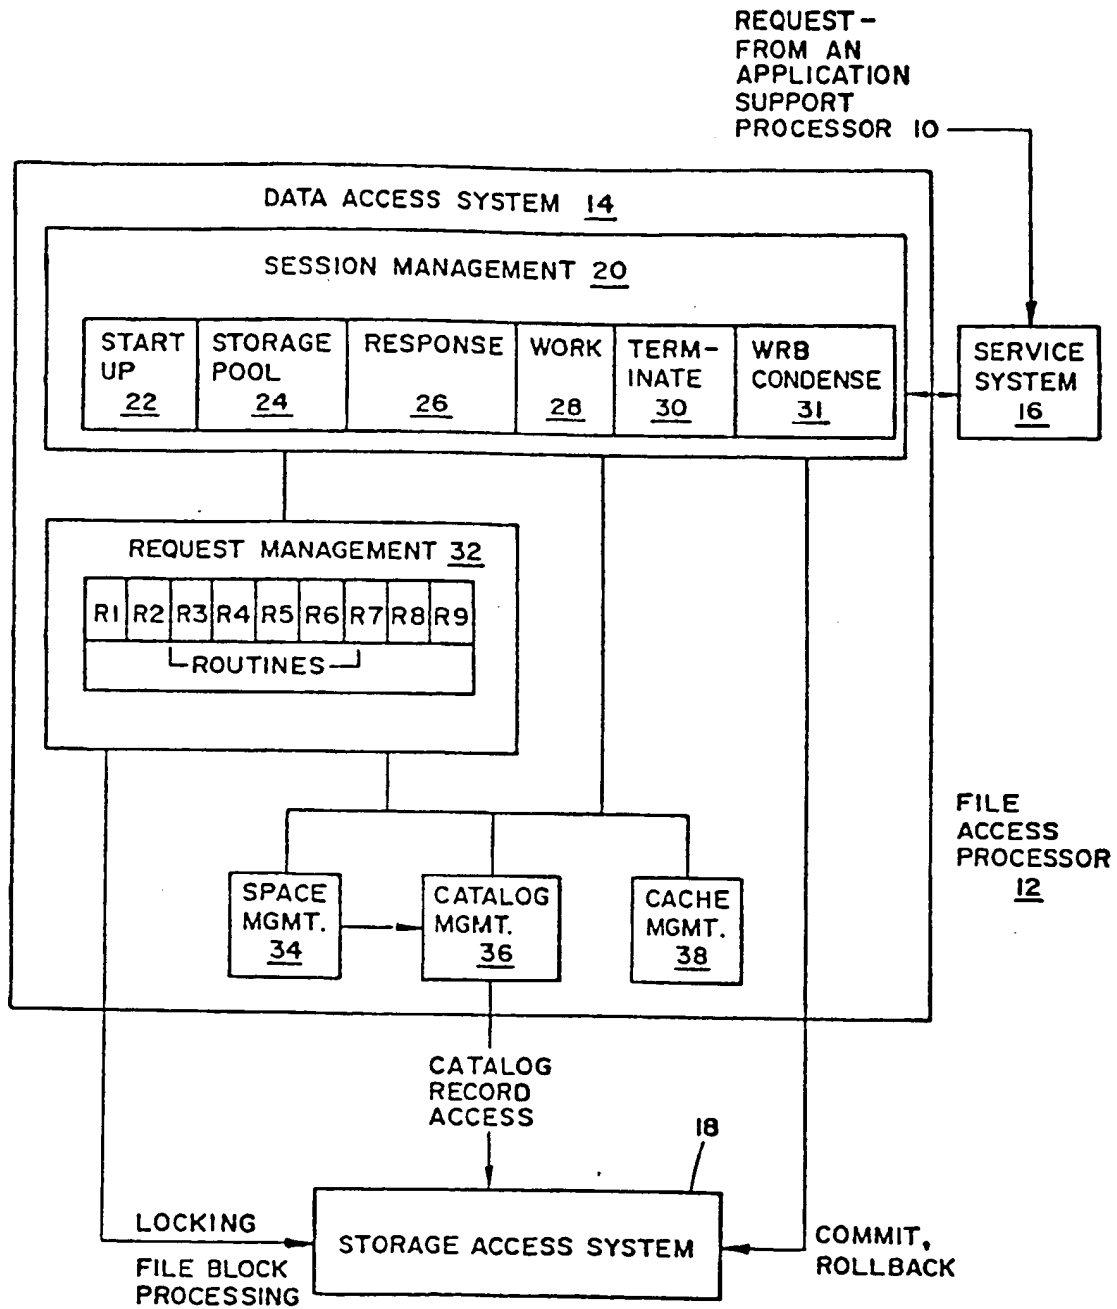 REQUEST-
FROM AN
APPLICATION
SUPPORT
PROCESSOR 10
DATA ACCESS SYSTEM 14
SESSION MANAGEMENT 20
START
UP
22
STORAGE
POOL
24
RESPONSE
26
WORK
28
TERM-
INATE
30
WRB
CONDENSE
31
SERVICE
SYSTEM
16
REQUEST MANAGEMENT 32
R1 R2 R3 R4 R5 R6 R7 R8 R9
ROUTINES
FILE
ACCESS
PROCESSOR
12
SPACE
MGMT.
34
CATALOG
MGMT.
36
CACHE
MGMT.
38
CATALOG
RECORD
ACCESS
18
LOCKING
FILE BLOCK
PROCESSING
STORAGE ACCESS SYSTEM
COMMIT,
ROLLBACK